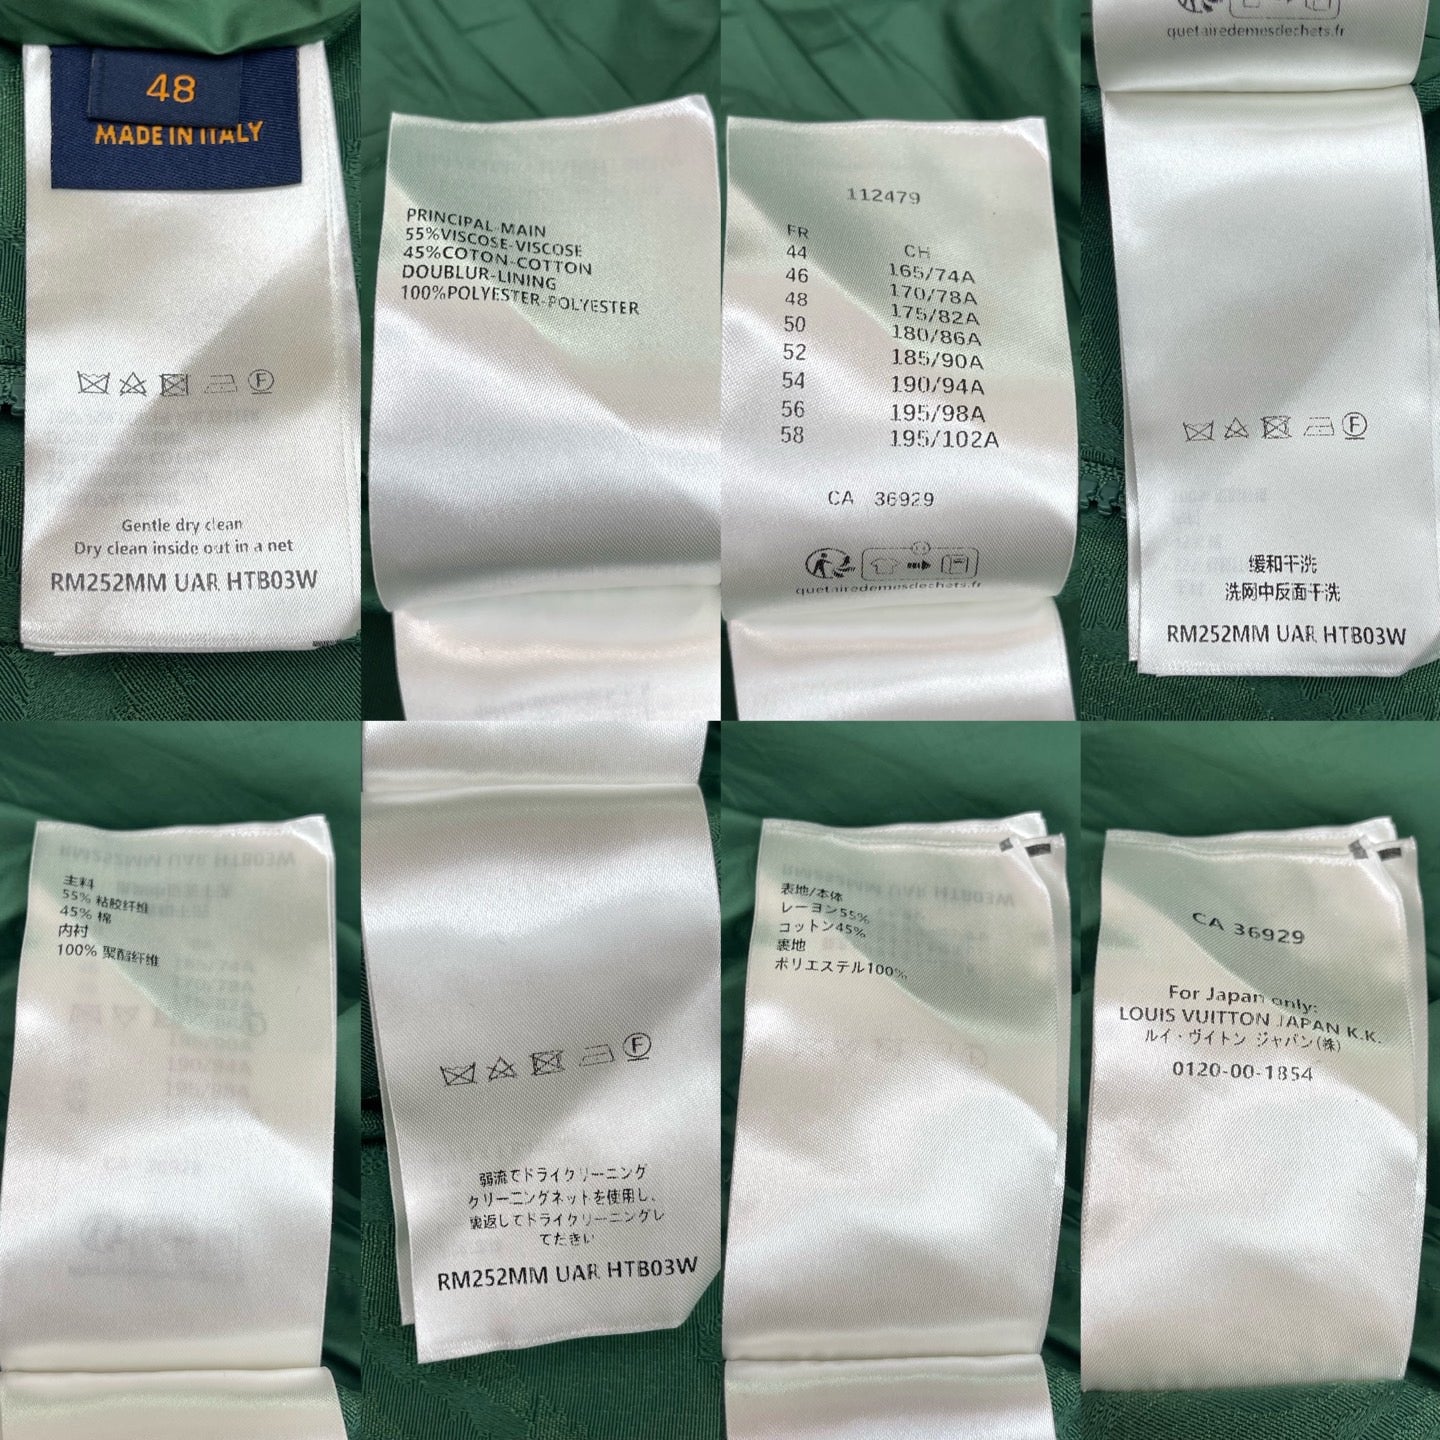 48
MADE IN ITALY
F
Gentle dry clean
Dry clean inside out in a net
RM252MM UAR HTB03W
PRINCIPAL-MAIN
55%VISCOSE-VISCOSE
45%COTON-COTTON
DOUBLUR-LINING
100%POLYESTER-POLYESTER
112479
FR CH
44 165/74A
46 170/78A
48 175/82A
50 180/86A
52 185/90A
54 190/94A
56 195/98A
58 195/102A
CA 36929
quefairedemesdechets.fr
quefairedemesdechets.fr
F
缓和干洗
洗网中反面干洗
RM252MM UAR HTB03W
主料
55% 粘胶纤维
45% 棉
内衬
100% 聚酯纤维
F
弱流でドライクリーニング
クリーニングネットを使用し、
裏返してドライクリーニングし
てださい
RM252MM UAR HTB03W
表地/本体
レーヨン55%
コットン45%
裏地
ポリエステル100%
CA 36929
For Japan only:
LOUIS VUITTON JAPAN K.K.
ルイ・ヴイトン ジャパン(株)
0120-00-1854